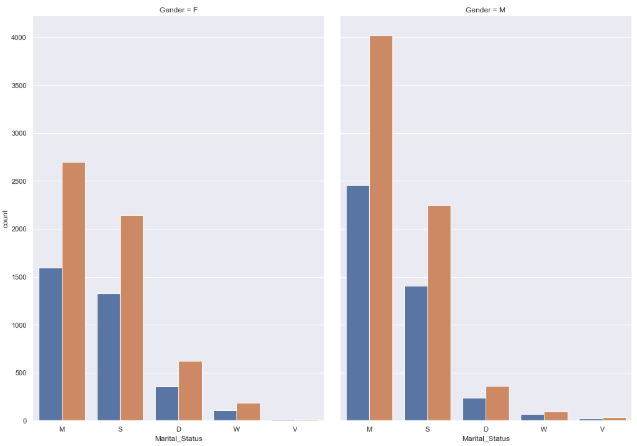 Gender = F
Gender = M
4000
3500
3000
2500
2000
1500
1000
500
0
count
M S D W V
M S D W V
Marital_Status
Marital_Status